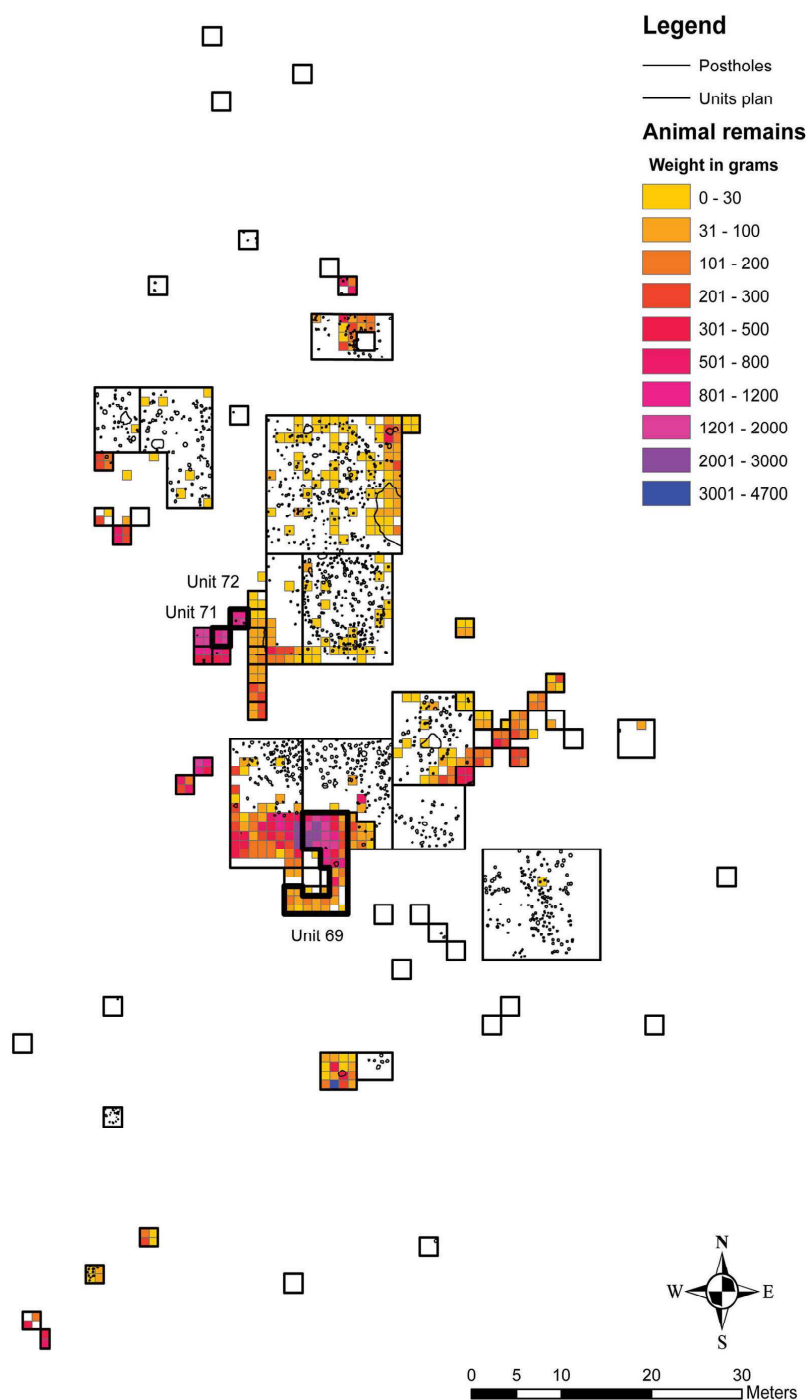 Legend
Postholes
Units plan
Animal remains
Weight in grams
0 - 30
31 - 100
101 - 200
201 - 300
301 - 500
501 - 800
801 - 1200
1201 - 2000
2001 - 3000
3001 - 4700
Unit 72
Unit 71
Unit 69
N
W E
S
0 5 10 20 30
Meters